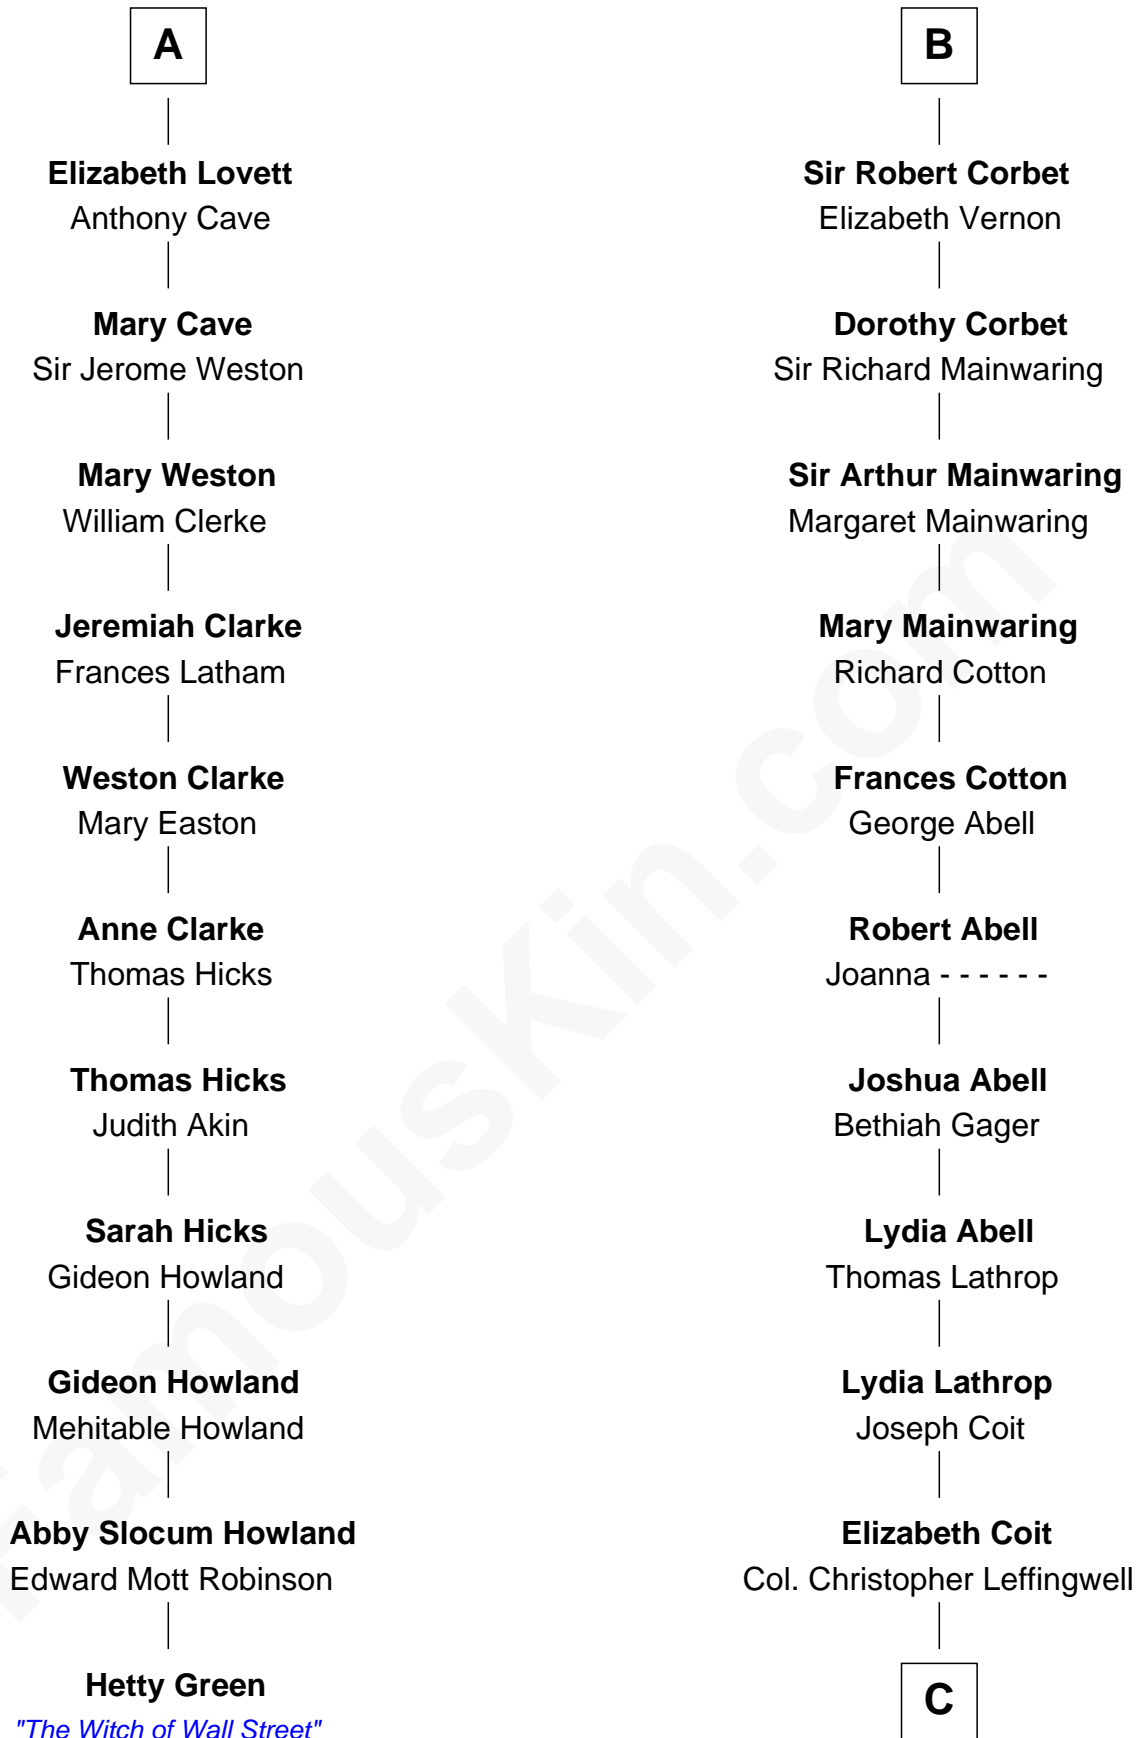 A
Elizabeth Lovett
Anthony Cave
Mary Cave
Sir Jerome Weston
Mary Weston
William Clerke
Jeremiah Clarke
Frances Latham
Weston Clarke
Mary Easton
Anne Clarke
Thomas Hicks
Thomas Hicks
Judith Akin
Sarah Hicks
Gideon Howland
Gideon Howland
Mehitable Howland
Abby Slocum Howland
Edward Mott Robinson
Hetty Green
"The Witch of Wall Street"
B
Sir Robert Corbet
Elizabeth Vernon
Dorothy Corbet
Sir Richard Mainwaring
Sir Arthur Mainwaring
Margaret Mainwaring
Mary Mainwaring
Richard Cotton
Frances Cotton
George Abell
Robert Abell
Joanna - - - - - -
Joshua Abell
Bethiah Gager
Lydia Abell
Thomas Lathrop
Lydia Lathrop
Joseph Coit
Elizabeth Coit
Col. Christopher Leffingwell
C
FamousKin.com